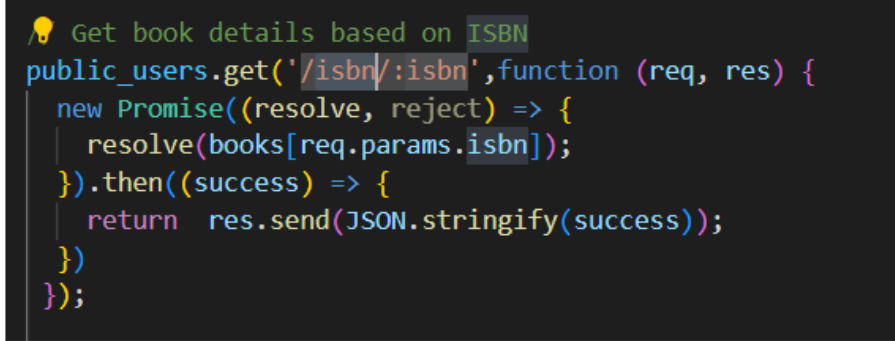 Get book details based on ISBN
public_users.get('/isbn/:isbn',function (req, res) {
  new Promise((resolve, reject) => {
    resolve(books[req.params.isbn]);
  }).then((success) => {
    return  res.send(JSON.stringify(success));
  })
 });